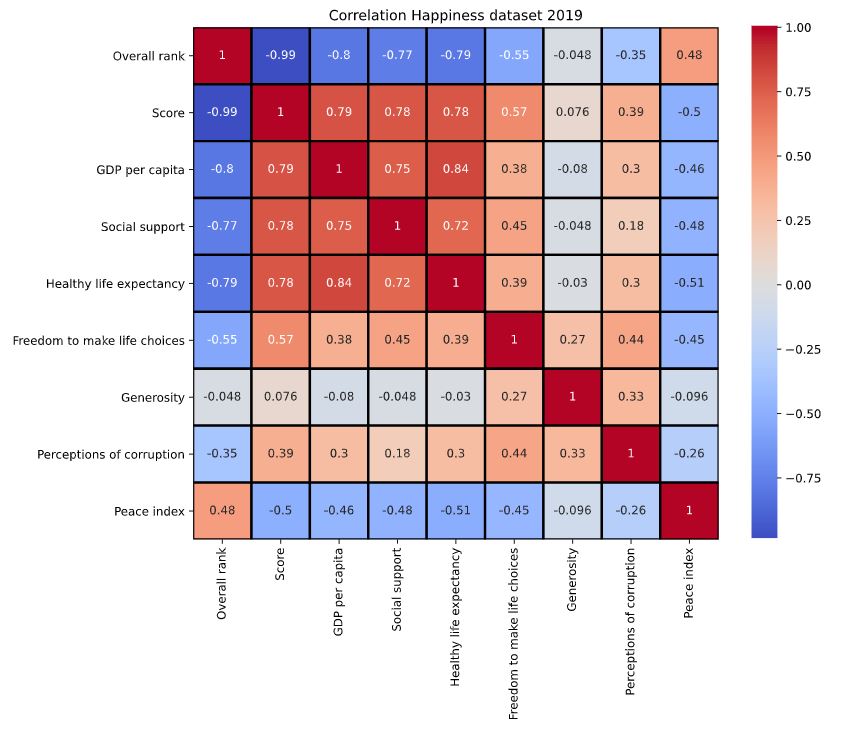 Correlation Happiness dataset 2019
Overall rank 1 -0.99 -0.8 -0.77 -0.79 -0.55 -0.048 -0.35 0.48
Score -0.99 1 0.79 0.78 0.78 0.57 0.076 0.39 -0.5
GDP per capita -0.8 0.79 1 0.75 0.84 0.38 -0.08 0.3 -0.46
Social support -0.77 0.78 0.75 1 0.72 0.45 -0.048 0.18 -0.48
Healthy life expectancy -0.79 0.78 0.84 0.72 1 0.39 -0.03 0.3 -0.51
Freedom to make life choices -0.55 0.57 0.38 0.45 0.39 1 0.27 0.44 -0.45
Generosity -0.048 0.076 -0.08 -0.048 -0.03 0.27 1 0.33 -0.096
Perceptions of corruption -0.35 0.39 0.3 0.18 0.3 0.44 0.33 1 -0.26
Peace index 0.48 -0.5 -0.46 -0.48 -0.51 -0.45 -0.096 -0.26 1
Overall rank
Score
GDP per capita
Social support
Healthy life expectancy
Freedom to make life choices
Generosity
Perceptions of corruption
Peace index
1.00
0.75
0.50
0.25
0.00
−0.25
−0.50
−0.75